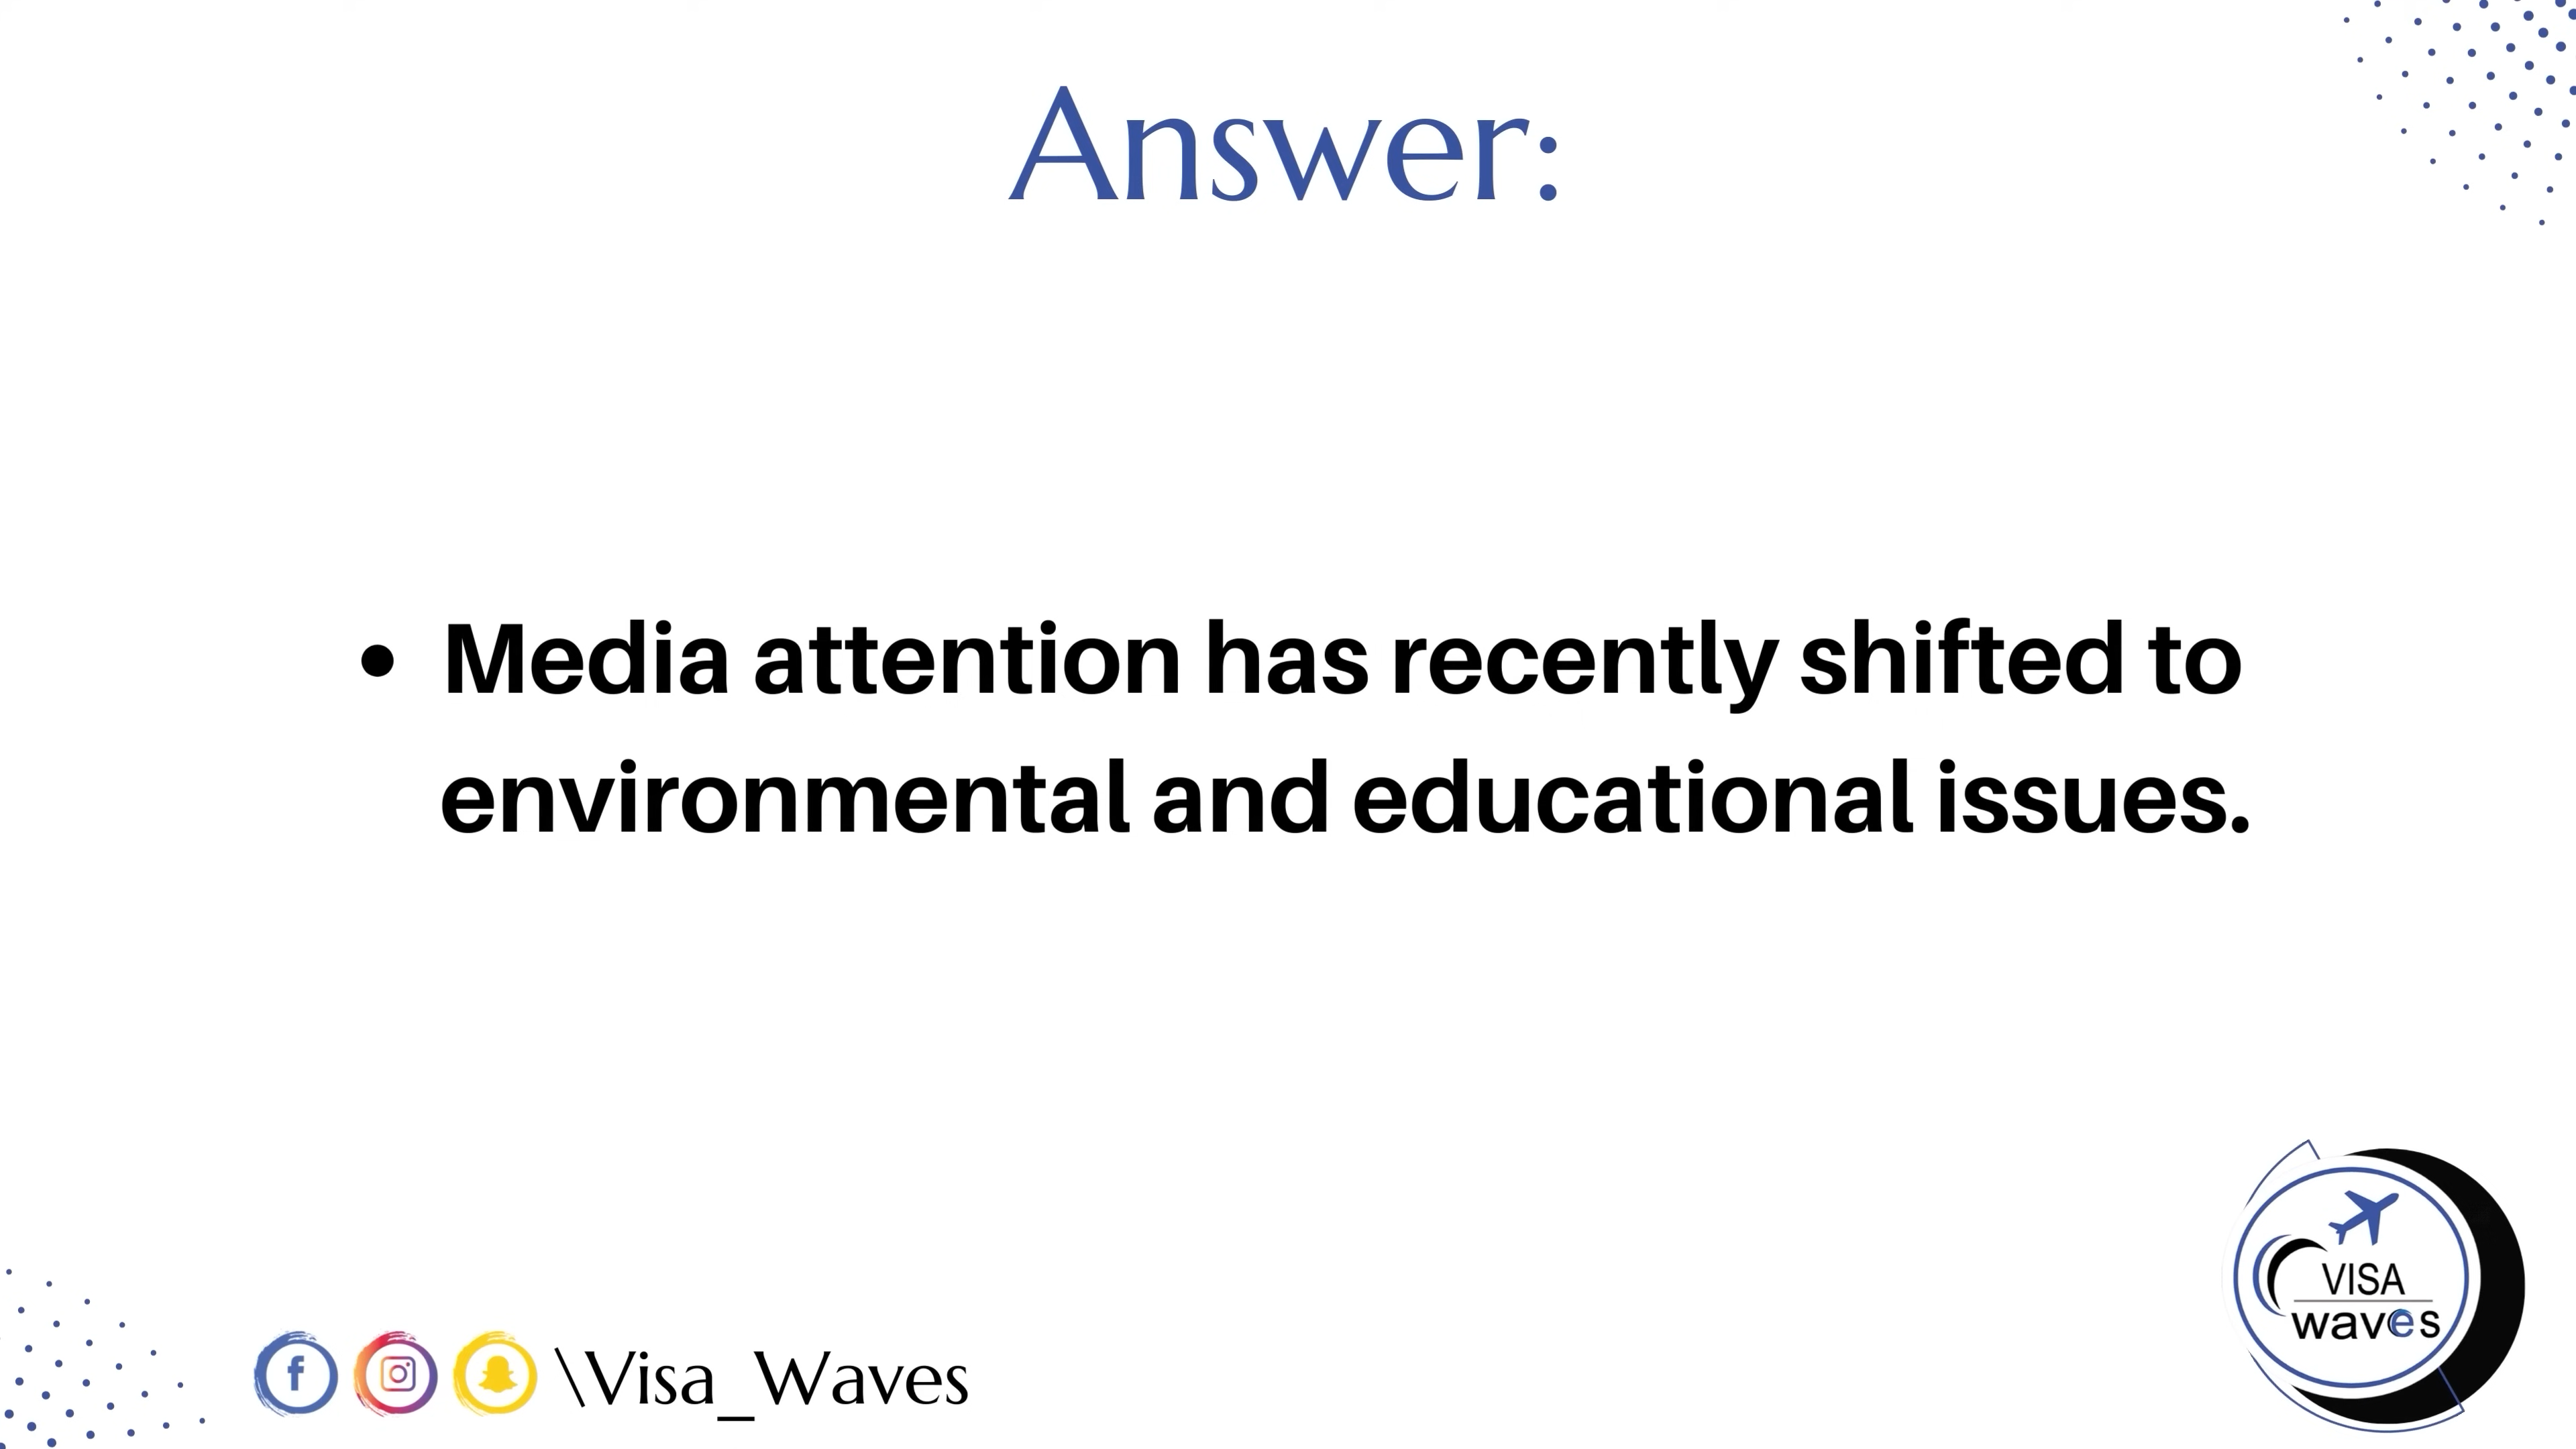 Answer:
• Media attention has recently shifted to
environmental and educational issues.
\Visa_Waves
VISA
waves